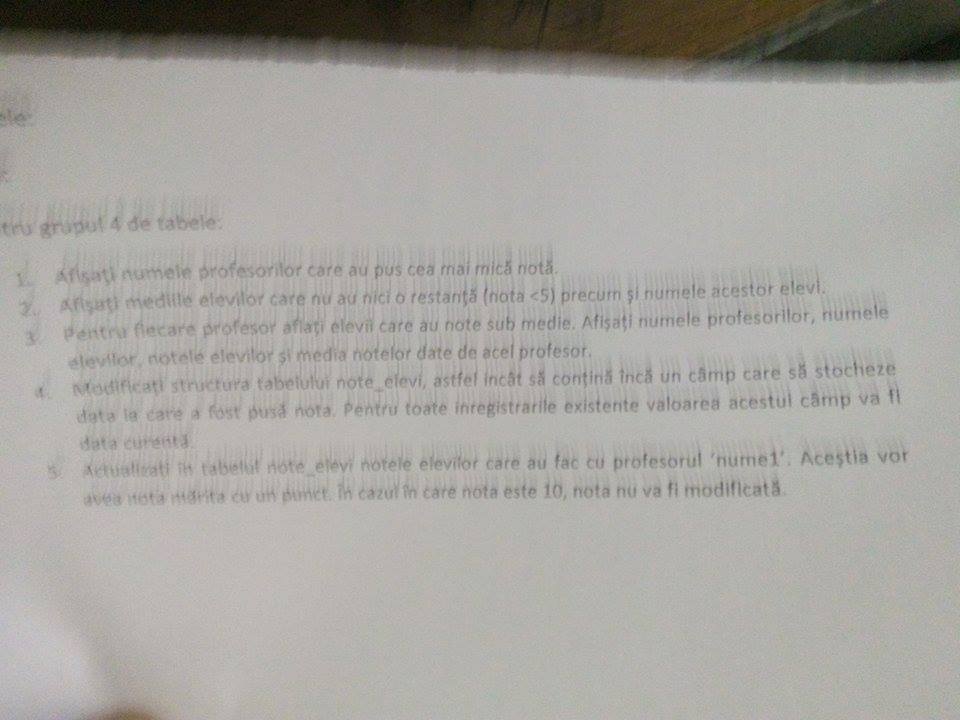 ele:
tru grupul 4 de tabele:
1. Afişaţi numele profesorilor care au pus cea mai mică notă.
2. Afişaţi mediile elevilor care nu au nici o restanţă (nota <5) precum şi numele acestor elevi.
3. Pentru fiecare profesor aflaţi elevii care au note sub medie. Afişaţi numele profesorilor, numele
elevilor, notele elevilor şi media notelor date de acel profesor.
4. Modificaţi structura tabelului note_elevi, astfel încât să conţină încă un câmp care să stocheze
data la care a fost pusă nota. Pentru toate inregistrarile existente valoarea acestui câmp va fi
data curentă.
5. Actualizaţi în tabelul note_elevi notele elevilor care au fac cu profesorul 'nume1'. Aceştia vor
avea nota mărita cu un punct. În cazul în care nota este 10, nota nu va fi modificată.